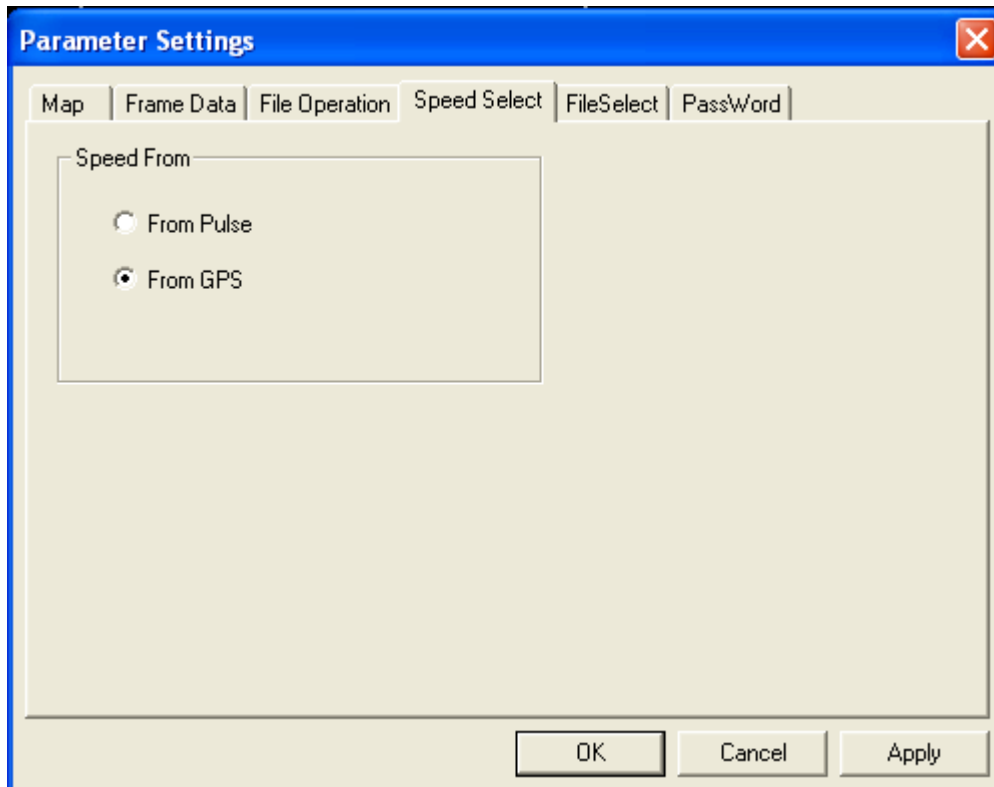 Parameter Settings
Map Frame Data File Operation Speed Select FileSelect PassWord
Speed From
From Pulse
From GPS
OK Cancel Apply